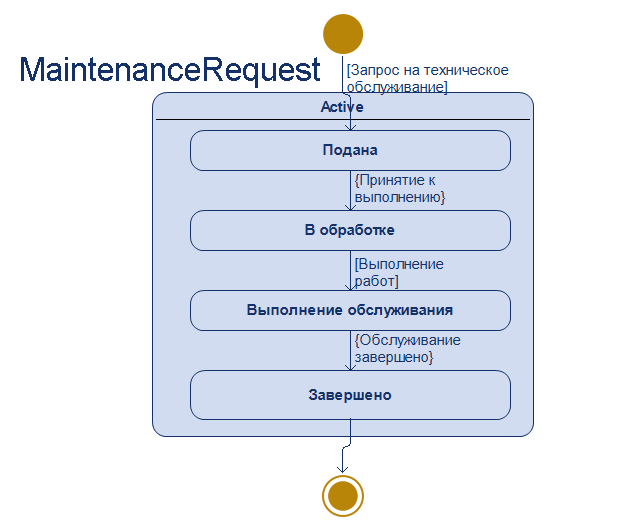 MaintenanceRequest
[Запрос на техническое
обслуживание]
Active
Подана
{Принятие к
выполнению}
В обработке
[Выполнение
работ]
Выполнение обслуживания
{Обслуживание
завершено}
Завершено